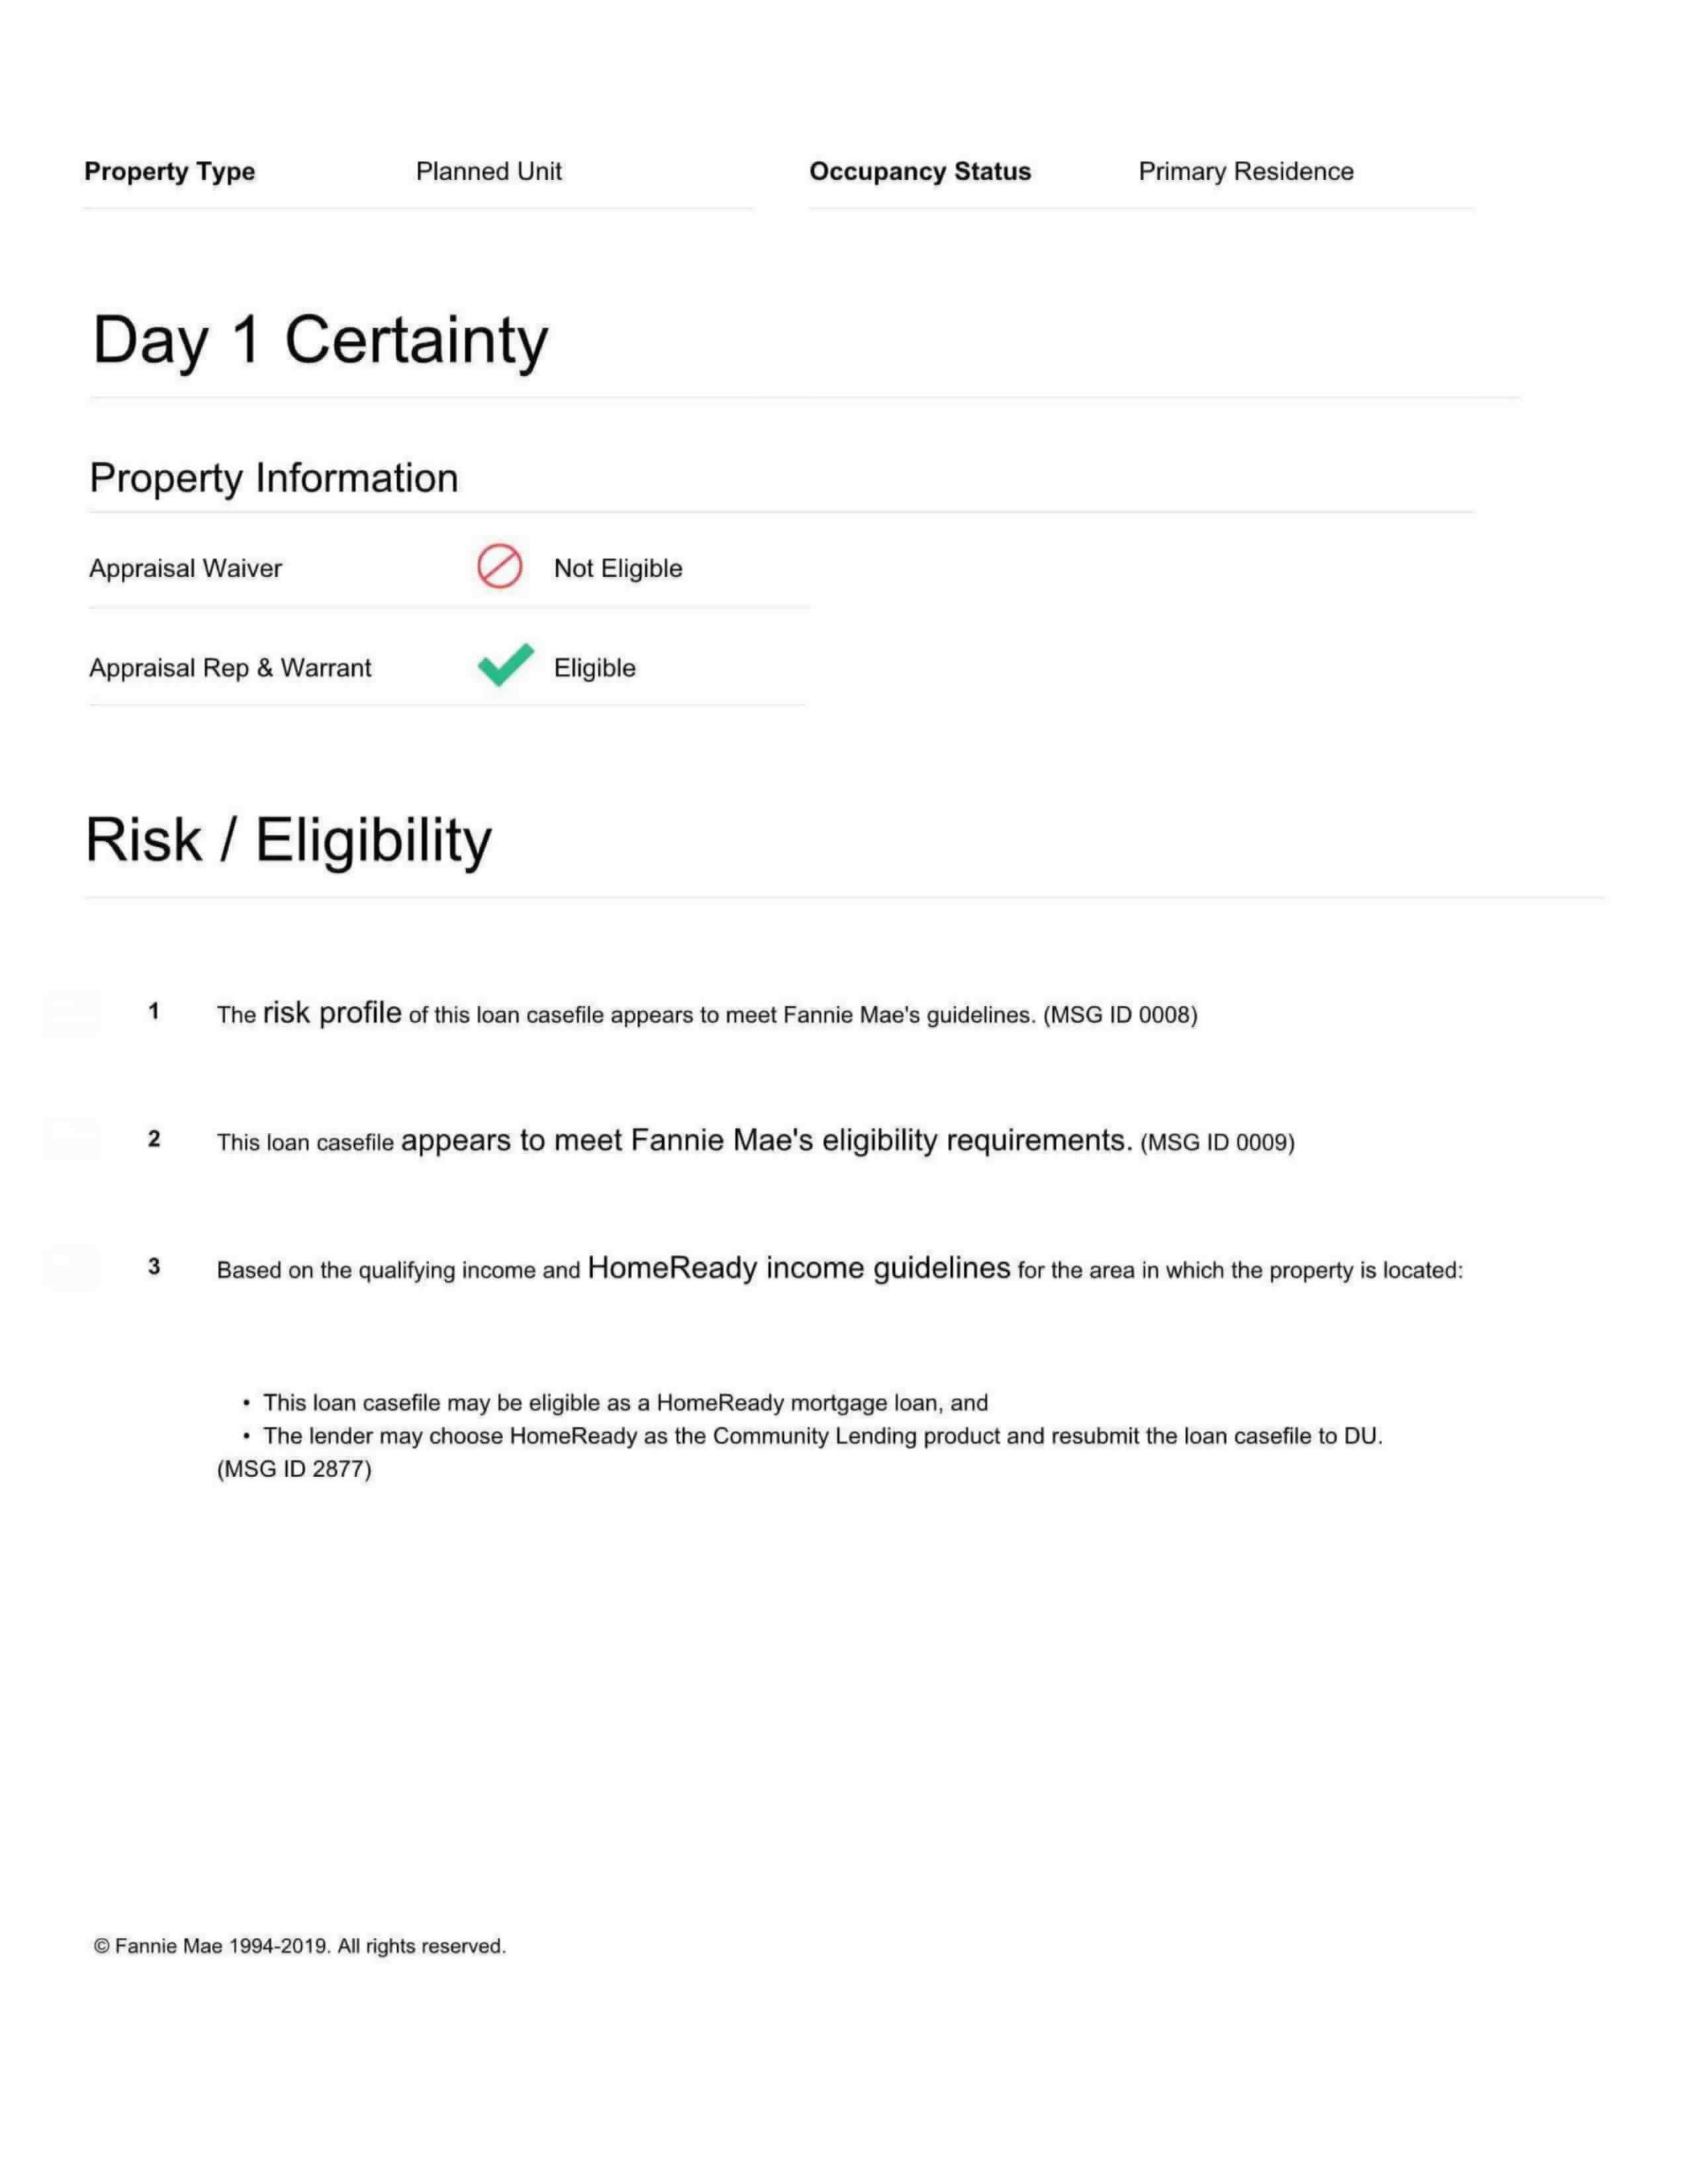 Property Type Planned Unit Occupancy Status Primary Residence
Day 1 Certainty
Property Information
Appraisal Waiver Not Eligible
Appraisal Rep & Warrant Eligible
Risk / Eligibility
1 The risk profile of this loan casefile appears to meet Fannie Mae's guidelines. (MSG ID 0008)
2 This loan casefile appears to meet Fannie Mae's eligibility requirements. (MSG ID 0009)
3 Based on the qualifying income and HomeReady income guidelines for the area in which the property is located:
• This loan casefile may be eligible as a HomeReady mortgage loan, and
• The lender may choose HomeReady as the Community Lending product and resubmit the loan casefile to DU.
(MSG ID 2877)
© Fannie Mae 1994-2019. All rights reserved.